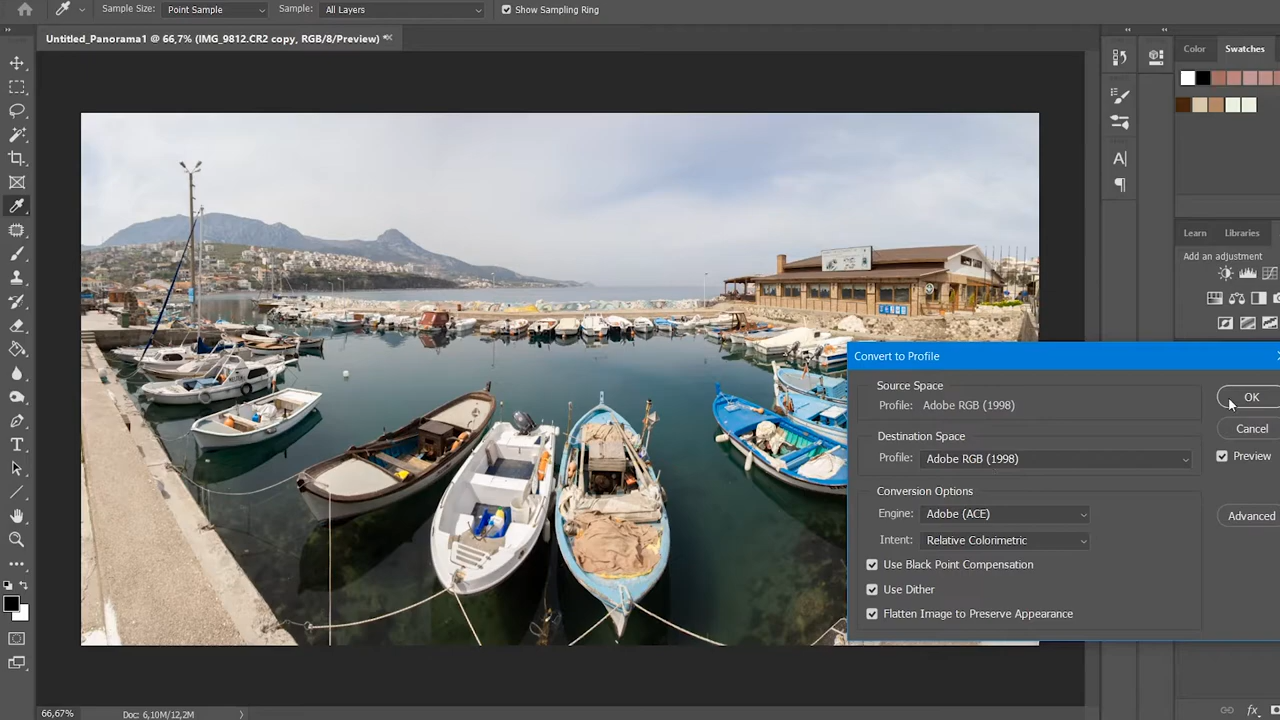 Sample Size: Point Sample Sample: All Layers Show Sampling Ring
Untitled_Panorama1 @ 66,7% (IMG_9812.CR2 copy, RGB/8/Preview) *
Color Swatches
Learn Libraries
Add an adjustment
Convert to Profile
Source Space
Profile: Adobe RGB (1998)
OK
Cancel
Destination Space
Profile: Adobe RGB (1998)
Preview
Conversion Options
Engine: Adobe (ACE)
Advanced
Intent: Relative Colorimetric
Use Black Point Compensation
Use Dither
Flatten Image to Preserve Appearance
66,67% Doc: 6,10M/12,2M
fx